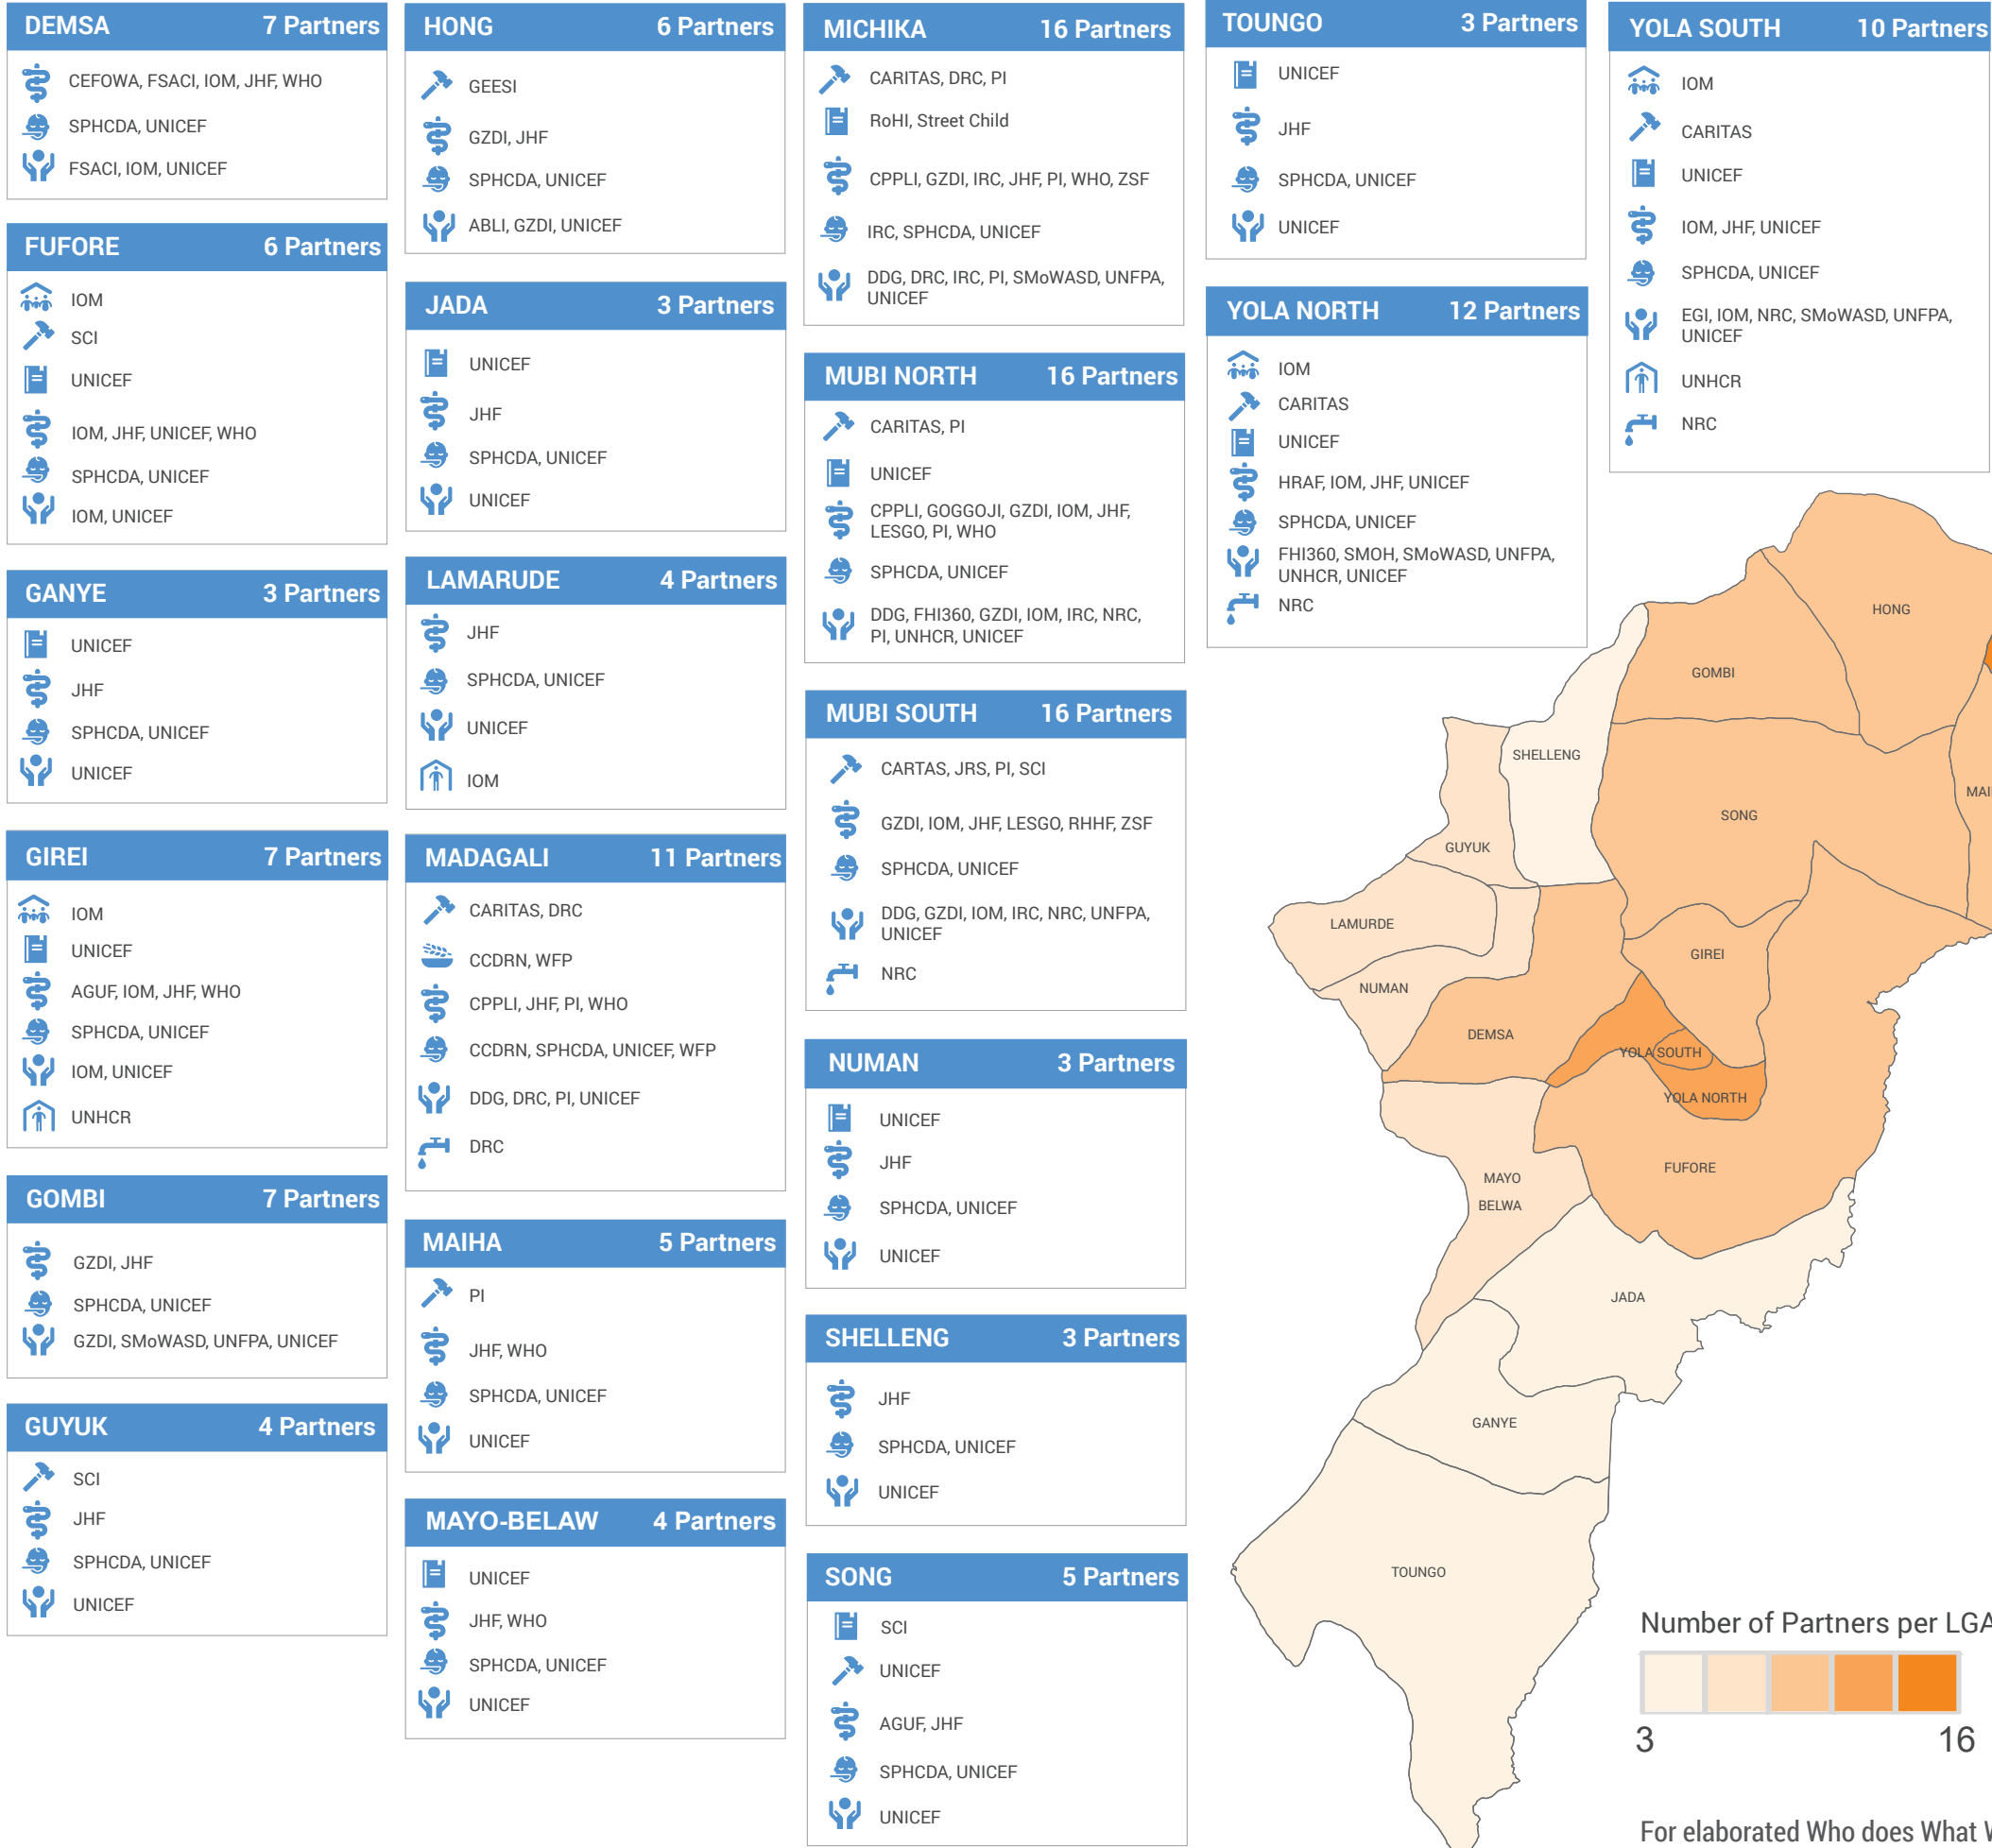 DEMSA 7 Partners
CEFOWA, FSACI, IOM, JHF, WHO
SPHCDA, UNICEF
FSACI, IOM, UNICEF
FUFORE 6 Partners
IOM
SCI
UNICEF
IOM, JHF, UNICEF, WHO
SPHCDA, UNICEF
IOM, UNICEF
GANYE 3 Partners
UNICEF
JHF
SPHCDA, UNICEF
UNICEF
GIREI 7 Partners
IOM
UNICEF
AGUF, IOM, JHF, WHO
SPHCDA, UNICEF
IOM, UNICEF
UNHCR
GOMBI 7 Partners
GZDI, JHF
SPHCDA, UNICEF
GZDI, SMoWASD, UNFPA, UNICEF
GUYUK 4 Partners
SCI
JHF
SPHCDA, UNICEF
UNICEF
HONG 6 Partners
GEESI
GZDI, JHF
SPHCDA, UNICEF
ABLI, GZDI, UNICEF
JADA 3 Partners
UNICEF
JHF
SPHCDA, UNICEF
UNICEF
LAMARUDE 4 Partners
JHF
SPHCDA, UNICEF
UNICEF
IOM
MADAGALI 11 Partners
CARITAS, DRC
CCDRN, WFP
CPPLI, JHF, PI, WHO
CCDRN, SPHCDA, UNICEF, WFP
DDG, DRC, PI, UNICEF
DRC
MAIHA 5 Partners
PI
JHF, WHO
SPHCDA, UNICEF
UNICEF
MAYO-BELAW 4 Partners
UNICEF
JHF, WHO
SPHCDA, UNICEF
UNICEF
MICHIKA 16 Partners
CARITAS, DRC, PI
RoHI, Street Child
CPPLI, GZDI, IRC, JHF, PI, WHO, ZSF
IRC, SPHCDA, UNICEF
DDG, DRC, IRC, PI, SMoWASD, UNFPA,
UNICEF
MUBI NORTH 16 Partners
CARITAS, PI
UNICEF
CPPLI, GOGGOJI, GZDI, IOM, JHF,
LESGO, PI, WHO
SPHCDA, UNICEF
DDG, FHI360, GZDI, IOM, IRC, NRC,
PI, UNHCR, UNICEF
MUBI SOUTH 16 Partners
CARTAS, JRS, PI, SCI
GZDI, IOM, JHF, LESGO, RHHF, ZSF
SPHCDA, UNICEF
DDG, GZDI, IOM, IRC, NRC, UNFPA,
UNICEF
NRC
NUMAN 3 Partners
UNICEF
JHF
SPHCDA, UNICEF
UNICEF
SHELLENG 3 Partners
JHF
SPHCDA, UNICEF
UNICEF
SONG 5 Partners
SCI
UNICEF
AGUF, JHF
SPHCDA, UNICEF
UNICEF
TOUNGO 3 Partners
UNICEF
JHF
SPHCDA, UNICEF
UNICEF
YOLA NORTH 12 Partners
IOM
CARITAS
UNICEF
HRAF, IOM, JHF, UNICEF
SPHCDA, UNICEF
FHI360, SMOH, SMoWASD, UNFPA,
UNHCR, UNICEF
NRC
YOLA SOUTH 10 Partners
IOM
CARITAS
UNICEF
IOM, JHF, UNICEF
SPHCDA, UNICEF
EGI, IOM, NRC, SMoWASD, UNFPA,
UNICEF
UNHCR
NRC
HONG
GOMBI
SHELLENG
MAI
SONG
GUYUK
LAMURDE
GIREI
NUMAN
DEMSA
YOLA SOUTH
YOLA NORTH
FUFORE
MAYO
BELWA
JADA
GANYE
TOUNGO
Number of Partners per LGA
3 16
For elaborated Who does What W